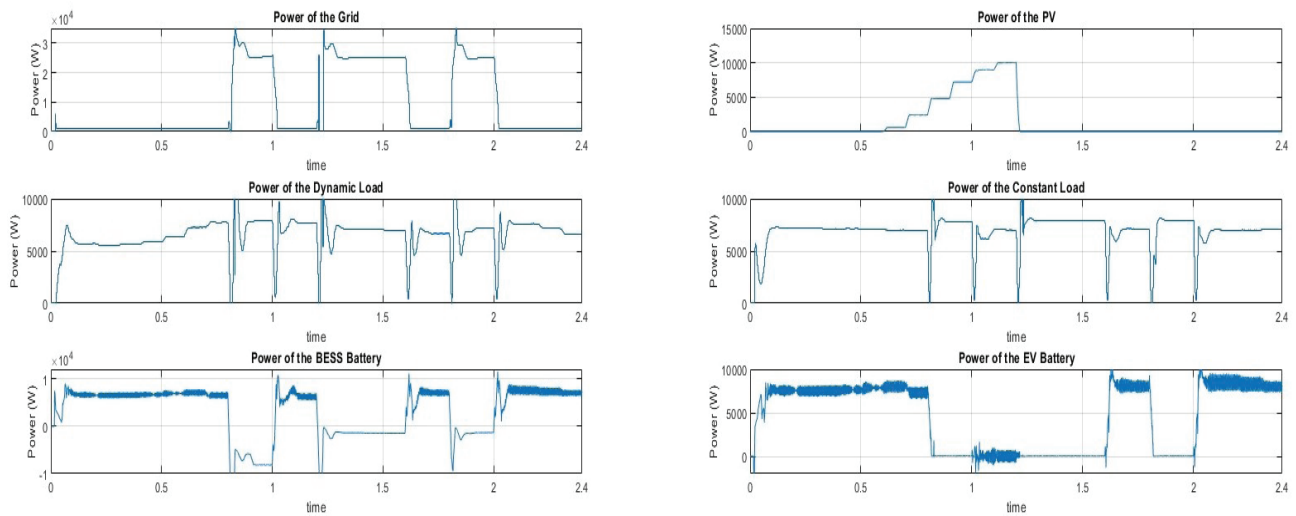 Power of the Grid
×10⁴
3
2
1
0
Power (W)
0 0.5 1 1.5 2 2.4
time
Power of the PV
15000
10000
5000
0
Power (W)
0 0.5 1 1.5 2 2.4
time
Power of the Dynamic Load
10000
5000
0
Power (W)
0 0.5 1 1.5 2 2.4
time
Power of the Constant Load
10000
5000
0
Power (W)
0 0.5 1 1.5 2 2.4
time
Power of the BESS Battery
×10⁴
1
0
-1
Power (W)
0 0.5 1 1.5 2 2.4
time
Power of the EV Battery
10000
5000
0
Power (W)
0 0.5 1 1.5 2 2.4
time